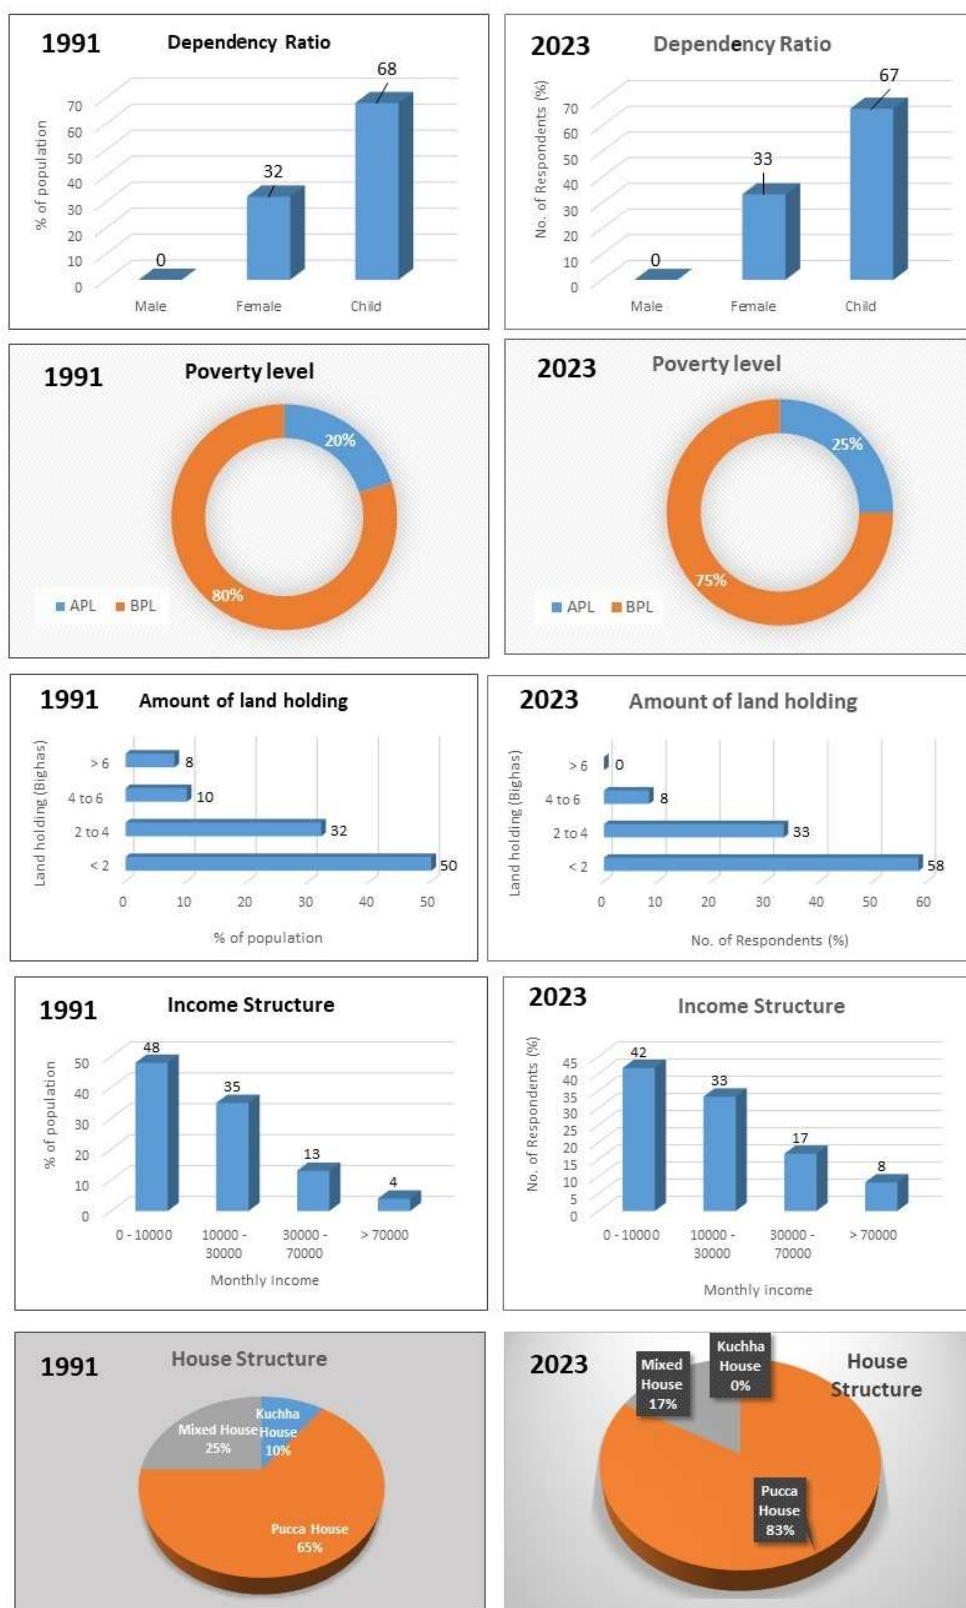 1991
Dependency Ratio
% of population
70
60
50
40
30
20
10
0
0
32
68
Male
Female
Child
2023
Dependency Ratio
No. of Respondents (%)
70
60
50
40
30
20
10
0
0
33
67
Male
Female
Child
1991
Poverty level
20%
80%
APL
BPL
2023
Poverty level
25%
75%
APL
BPL
1991
Amount of land holding
Land holding (Bighas)
> 6
8
4 to 6
10
2 to 4
32
< 2
50
0 10 20 30 40 50
% of population
2023
Amount of land holding
Land holding (Bighas)
> 6
0
4 to 6
8
2 to 4
33
< 2
58
0 10 20 30 40 50 60
No. of Respondents (%)
1991
Income Structure
% of population
50
40
30
20
10
0
48
35
13
4
0 - 10000
10000 -
30000
30000 -
70000
> 70000
Monthly Income
2023
Income Structure
No. of Respondents (%)
45
40
35
30
25
20
15
10
5
0
42
33
17
8
0 - 10000
10000 -
30000
30000 -
70000
> 70000
Monthly income
1991
House Structure
Kuchha
House
10%
Mixed House
25%
Pucca House
65%
2023
House
Structure
Kuchha
House
0%
Mixed
House
17%
Pucca
House
83%